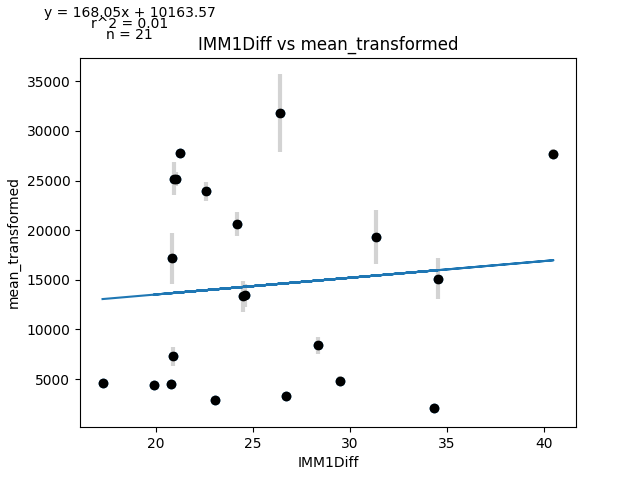 y = 168.05x + 10163.57
r^2 = 0.01
n = 21
IMM1Diff vs mean_transformed
35000
30000
25000
20000
15000
10000
5000
mean_transformed
20 25 30 35 40
IMM1Diff